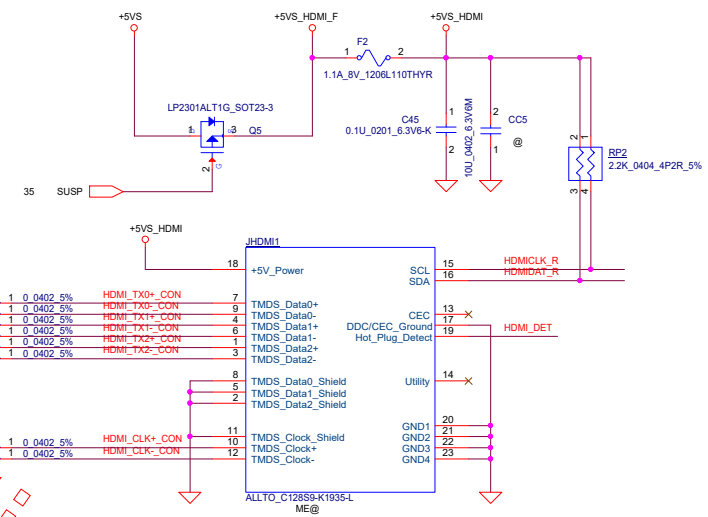 +5VS +5VS_HDMI_F +5VS_HDMI
F2
1 2
1.1A_8V_1206L110THYR
LP2301ALT1G_SOT23-3
1 3 Q5
2
G
35 SUSP
C45
0.1U_0201_6.3V6-K
1
2
10U_0402_6.3V6M
2
1
CC5
@
2 1
RP2
2.2K_0404_4P2R_5%
3 4
+5VS_HDMI
JHDMI1
18 +5V_Power
SCL 15 HDMICLK_R
SDA 16 HDMIDAT_R
1 0_0402_5% HDMI_TX0+_CON 7 TMDS_Data0+
1 0_0402_5% HDMI_TX0-_CON 9 TMDS_Data0-
1 0_0402_5% HDMI_TX1+_CON 4 TMDS_Data1+
1 0_0402_5% HDMI_TX1-_CON 6 TMDS_Data1-
1 0_0402_5% HDMI_TX2+_CON 1 TMDS_Data2+
1 0_0402_5% HDMI_TX2-_CON 3 TMDS_Data2-
CEC 13
DDC/CEC_Ground 17
Hot_Plug_Detect 19 HDMI_DET
8 TMDS_Data0_Shield
5 TMDS_Data1_Shield
2 TMDS_Data2_Shield
Utility 14
11 TMDS_Clock_Shield
1 0_0402_5% HDMI_CLK+_CON 10 TMDS_Clock+
1 0_0402_5% HDMI_CLK-_CON 12 TMDS_Clock-
GND1 20
GND2 21
GND3 22
GND4 23
ALLTO_C128S9-K1935-L
ME@